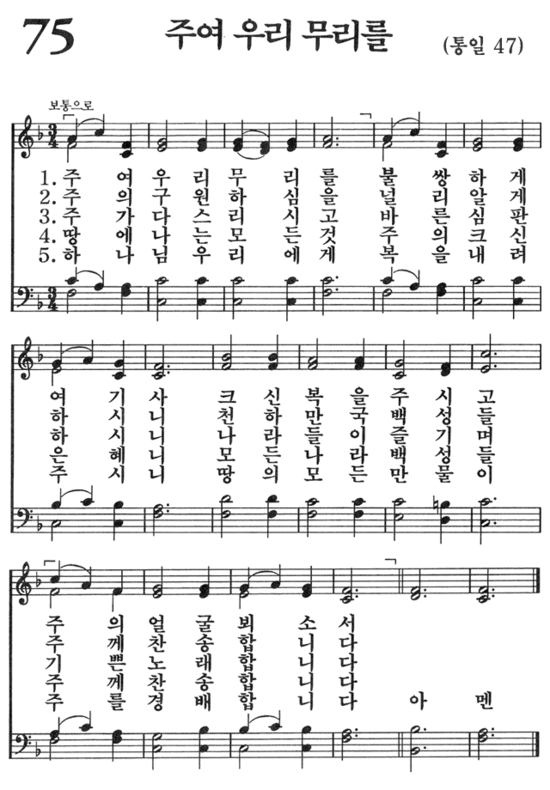 75 주여 우리 무리를 (통일 47)
보통으로
1. 주 여 우 리 무 리 를 불 쌍 하 게
2. 주 의 구 원 하 심 을 널 리 알 게
3. 주 가 다 스 리 시 고 바 른 심 판
4. 땅 에 나 는 모 든 것 주 의 크 신
5. 하 나 님 우 리 에 게 복 을 내 려
여 기 사 크 신 복 을 주 시 고
하 시 니 천 하 만 국 백 성 들
하 시 니 나 라 들 이 즐 기 며
은 혜 니 모 든 나 라 백 성 들
주 시 니 땅 의 모 든 만 물 이
주 의 얼 굴 뵈 소 서
주 께 찬 송 합 니 다
기 쁜 노 래 합 니 다
주 께 찬 송 합 니 다
주 를 경 배 합 니 다 아 멘